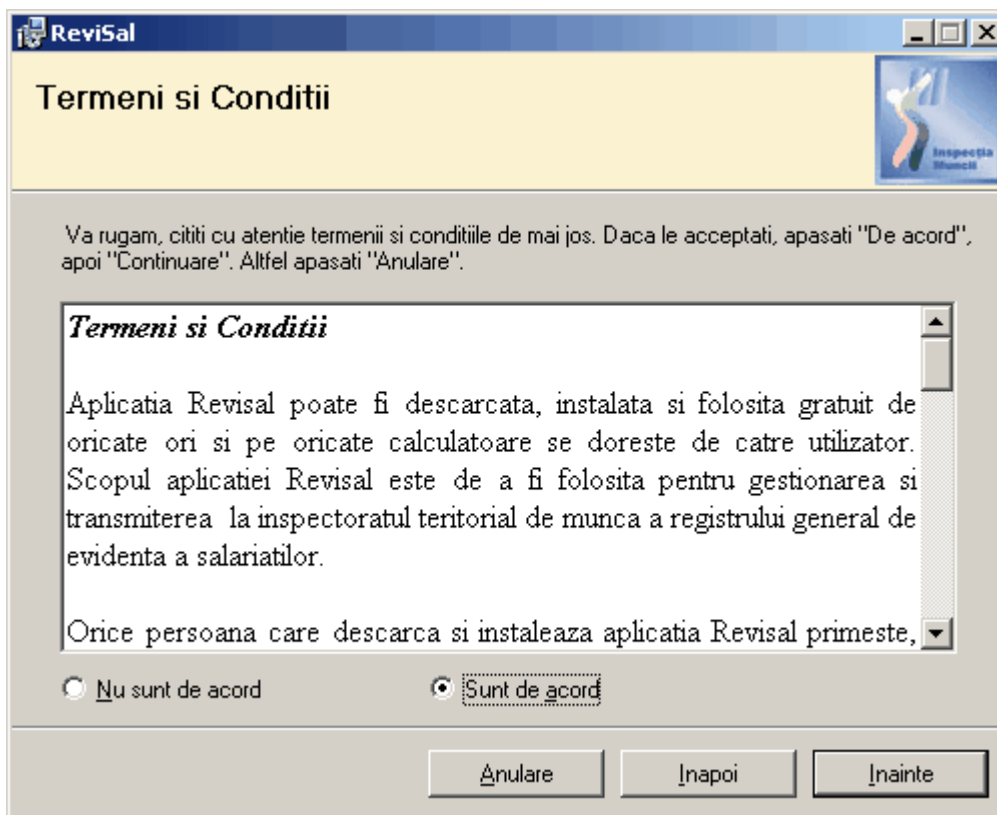 ReviSal
Termeni si Conditii
Inspectia
Muncii
Va rugam, cititi cu atentie termenii si conditiile de mai jos. Daca le acceptati, apasati "De acord",
apoi "Continuare". Altfel apasati "Anulare".
Termeni si Conditii
Aplicatia Revisal poate fi descarcata, instalata si folosita gratuit de
oricate ori si pe oricate calculatoare se doreste de catre utilizator.
Scopul aplicatiei Revisal este de a fi folosita pentru gestionarea si
transmiterea la inspectoratul teritorial de munca a registrului general de
evidenta a salariatilor.
Orice persoana care descarca si instaleaza aplicatia Revisal primeste,
Nu sunt de acord
Sunt de acord
Anulare
Inapoi
Inainte